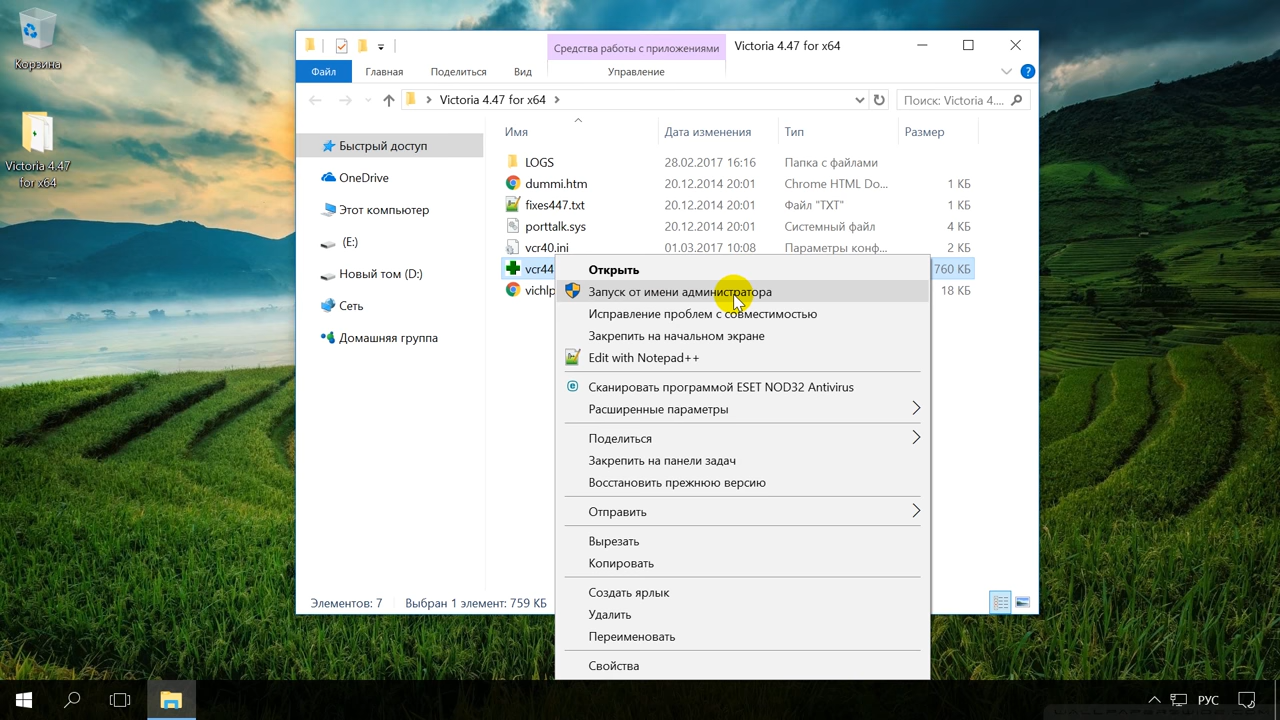 Корзина
Victoria 4.47
for x64
Средства работы с приложениями
Victoria 4.47 for x64
Файл
Главная
Поделиться
Вид
Управление
?
Victoria 4.47 for x64
Поиск: Victoria 4....
Быстрый доступ
OneDrive
Этот компьютер
(E:)
Новый том (D:)
Сеть
Домашняя группа
Имя
Дата изменения
Тип
Размер
LOGS 28.02.2017 16:16 Папка с файлами
dummi.htm 20.12.2014 20:01 Chrome HTML Do... 1 КБ
fixes447.txt 20.12.2014 20:01 Файл "TXT" 1 КБ
porttalk.sys 20.12.2014 20:01 Системный файл 4 КБ
vcr40.ini 01.03.2017 10:08 Параметры конф... 2 КБ
vcr44 760 КБ
vichlp 18 КБ
Открыть
Запуск от имени администратора
Исправление проблем с совместимостью
Закрепить на начальном экране
Edit with Notepad++
Сканировать программой ESET NOD32 Antivirus
Расширенные параметры
Поделиться
Закрепить на панели задач
Восстановить прежнюю версию
Отправить
Вырезать
Копировать
Создать ярлык
Удалить
Переименовать
Свойства
Элементов: 7
Выбран 1 элемент: 759 КБ
РУС